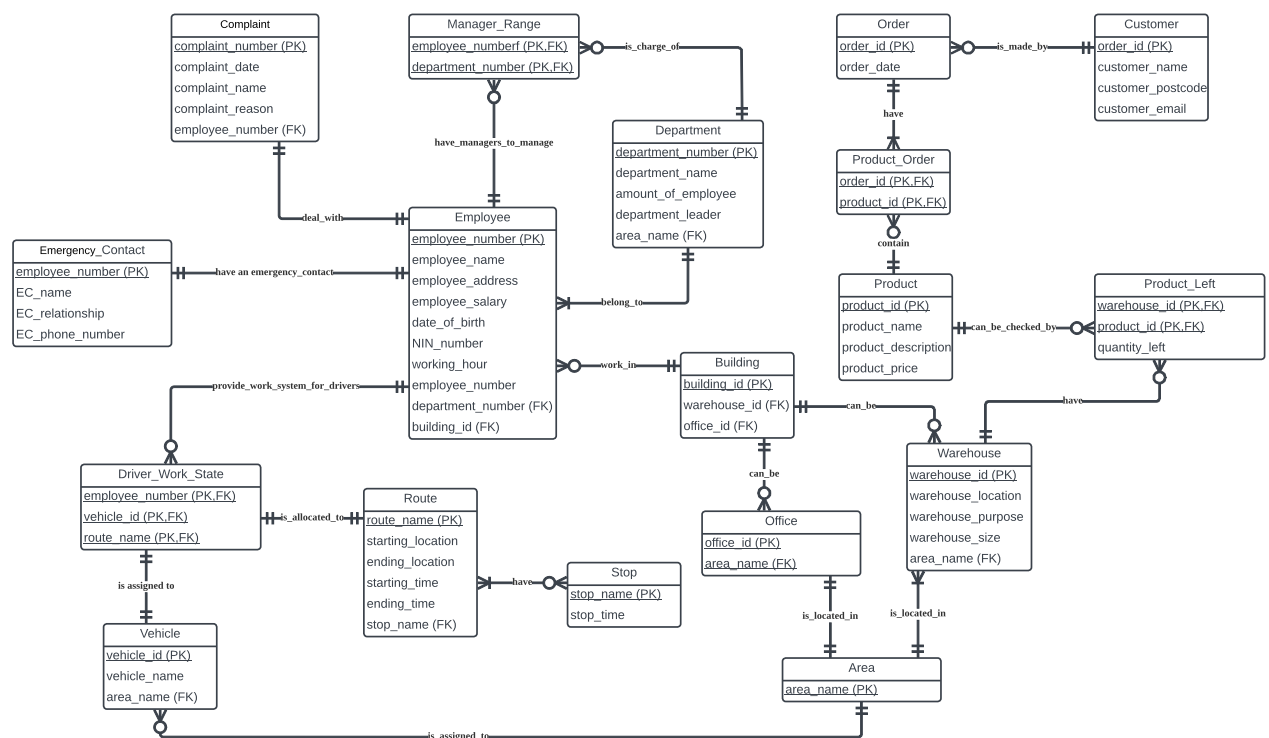 Complaint
complaint_number (PK)
complaint_date
complaint_name
complaint_reason
employee_number (FK)
Manager_Range
employee_numberf (PK,FK)
department_number (PK,FK)
is_charge_of
Order
order_id (PK)
order_date
is_made_by
Customer
order_id (PK)
customer_name
customer_postcode
customer_email
have_managers_to_manage
Department
department_number (PK)
department_name
amount_of_employee
department_leader
area_name (FK)
have
Product_Order
order_id (PK,FK)
product_id (PK,FK)
contain
deal_with
Employee
employee_number (PK)
employee_name
employee_address
employee_salary
date_of_birth
NIN_number
working_hour
employee_number
department_number (FK)
building_id (FK)
Emergency_Contact
employee_number (PK)
EC_name
EC_relationship
EC_phone_number
have an emergency_contact
belong_to
Product
product_id (PK)
product_name
product_description
product_price
can_be_checked_by
Product_Left
warehouse_id (PK,FK)
product_id (PK,FK)
quantity_left
have
provide_work_system_for_drivers
work_in
Building
building_id (PK)
warehouse_id (FK)
office_id (FK)
can_be
can_be
Warehouse
warehouse_id (PK)
warehouse_location
warehouse_purpose
warehouse_size
area_name (FK)
Driver_Work_State
employee_number (PK,FK)
vehicle_id (PK,FK)
route_name (PK,FK)
is_allocated_to
Route
route_name (PK)
starting_location
ending_location
starting_time
ending_time
stop_name (FK)
have
Stop
stop_name (PK)
stop_time
Office
office_id (PK)
area_name (FK)
is_located_in
is_located_in
is assigned to
Vehicle
vehicle_id (PK)
vehicle_name
area_name (FK)
Area
area_name (PK)
is_assigned_to